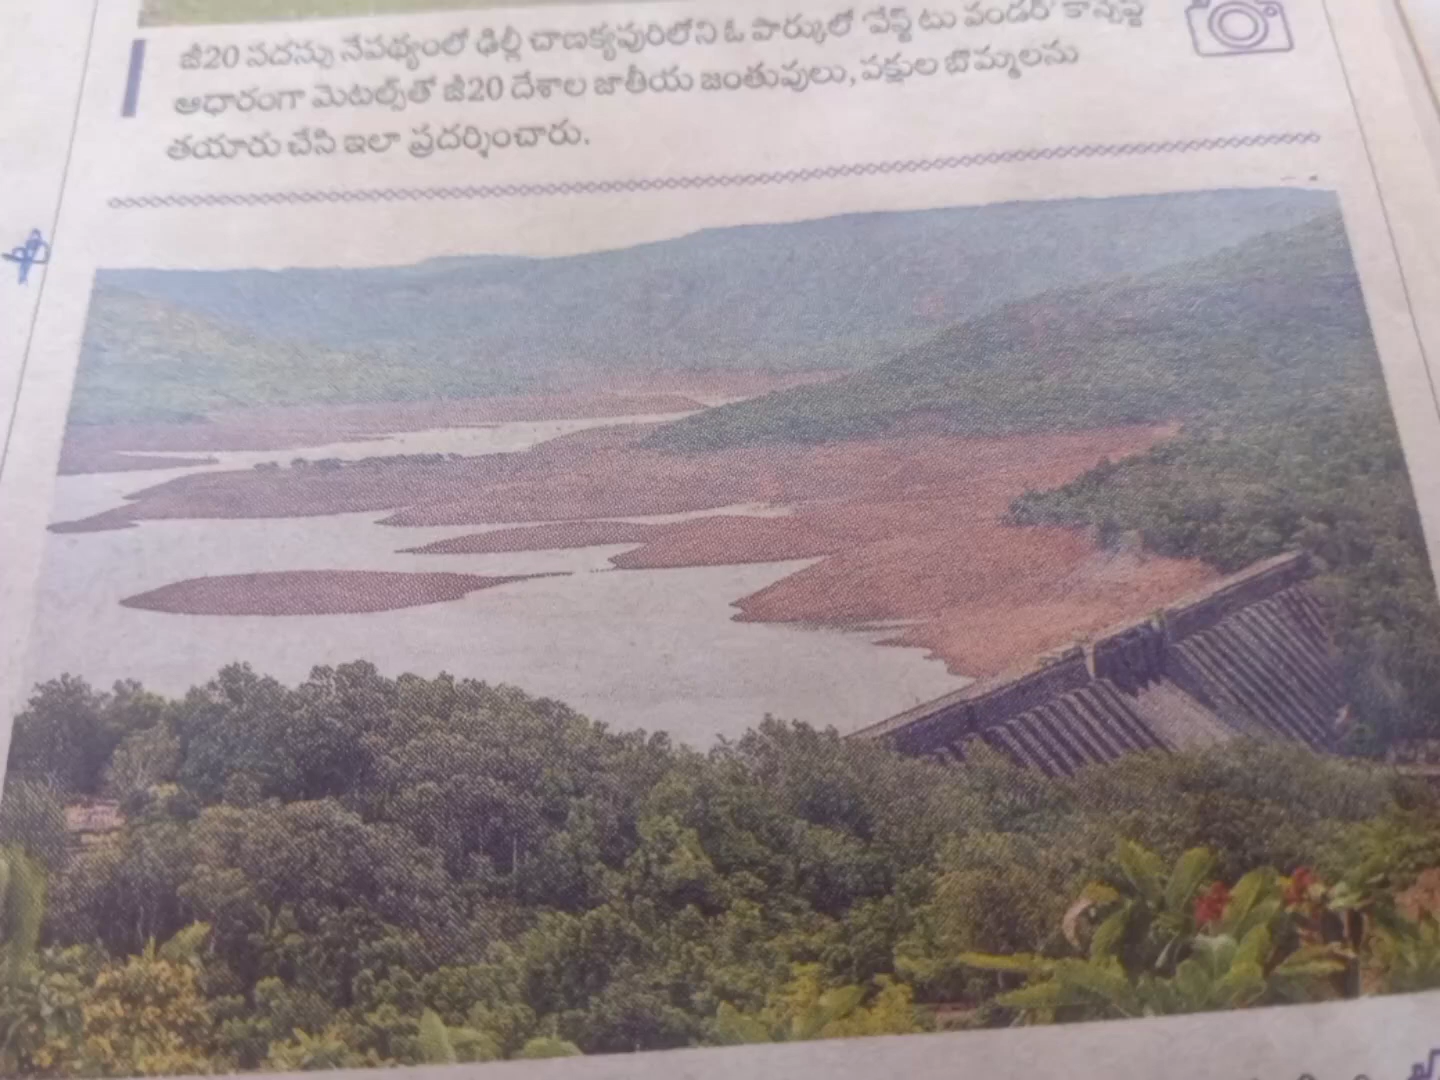 జీ20 సదస్సు నేపథ్యంలో ఢిల్లీ చాణక్యపురిలోని ఓ పార్కులో 'వేస్ట్ టు వండర్' కాన్సెప్ట్
ఆధారంగా మెటల్స్‌తో జీ20 దేశాల జాతీయ జంతువులు, పక్షుల బొమ్మలను
తయారు చేసి ఇలా ప్రదర్శించారు.